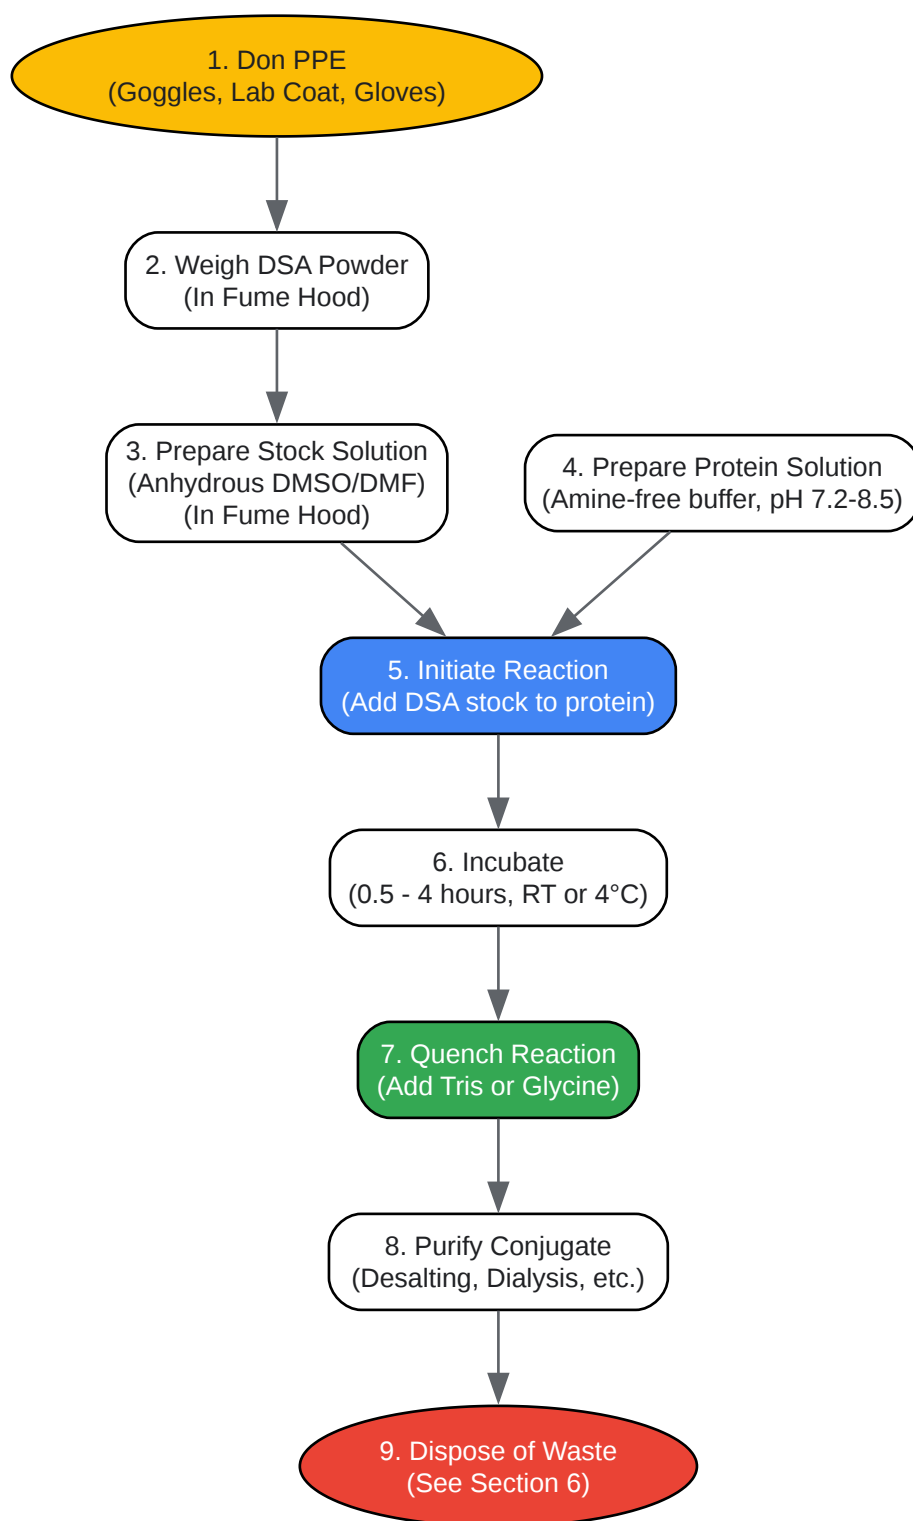 1. Don PPE
(Goggles, Lab Coat, Gloves)
2. Weigh DSA Powder
(In Fume Hood)
3. Prepare Stock Solution
(Anhydrous DMSO/DMF)
(In Fume Hood)
4. Prepare Protein Solution
(Amine-free buffer, pH 7.2-8.5)
5. Initiate Reaction
(Add DSA stock to protein)
6. Incubate
(0.5 - 4 hours, RT or 4°C)
7. Quench Reaction
(Add Tris or Glycine)
8. Purify Conjugate
(Desalting, Dialysis, etc.)
9. Dispose of Waste
(See Section 6)